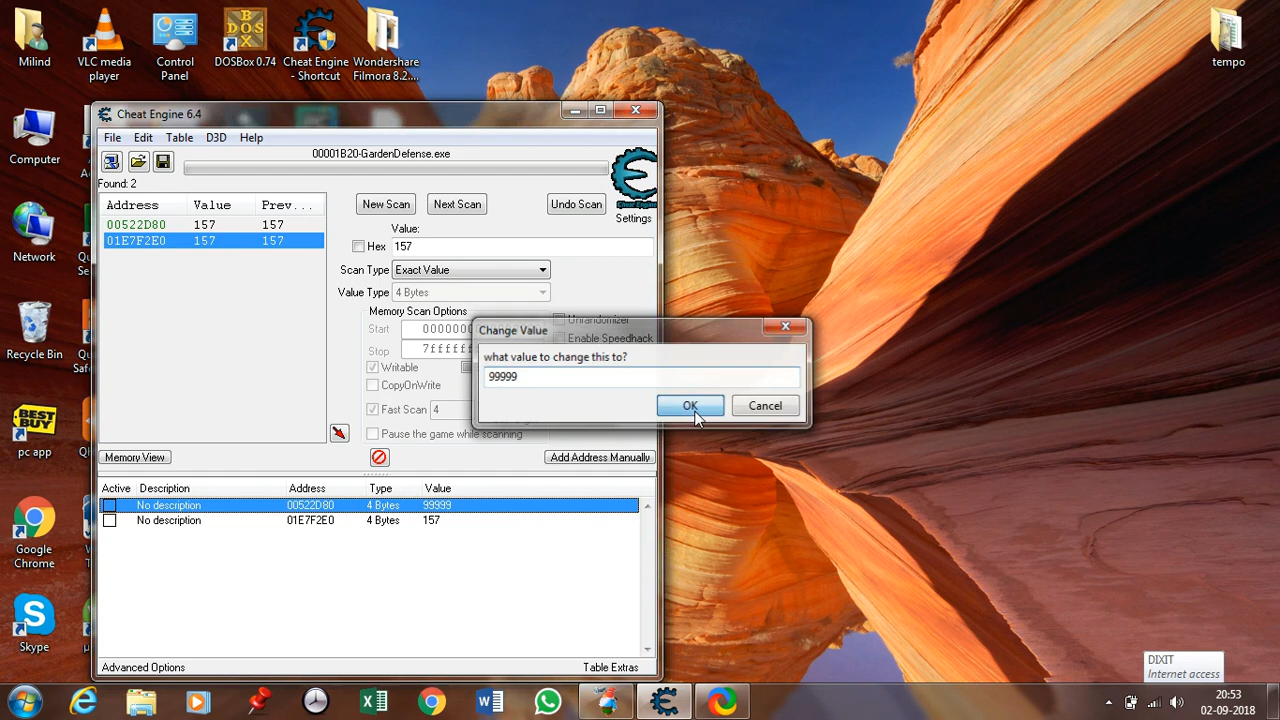 Milind
VLC media player
Control Panel
DOSBox 0.74
Cheat Engine - Shortcut
Wondershare Filmora 8.2....
tempo
Computer
Network
Recycle Bin
BEST BUY
pc app
Google Chrome
Skype
Cheat Engine 6.4
File Edit Table D3D Help
00001B20-GardenDefense.exe
Found: 2
Address Value Prev...
00522D80 157 157
01E7F2E0 157 157
New Scan Next Scan Undo Scan
Cheat Engine
Settings
Value:
Hex 157
Scan Type Exact Value
Value Type 4 Bytes
Memory Scan Options
Start 0000000
Stop 7ffffff
Writable
CopyOnWrite
Fast Scan 4
Pause the game while scanning
Unrandomizer
Enable Speedhack
Change Value
what value to change this to?
99999
OK Cancel
Memory View
Add Address Manually
Active Description Address Type Value
No description 00522D80 4 Bytes 99999
No description 01E7F2E0 4 Bytes 157
Advanced Options
Table Extras
DIXIT
Internet access
20:53
02-09-2018